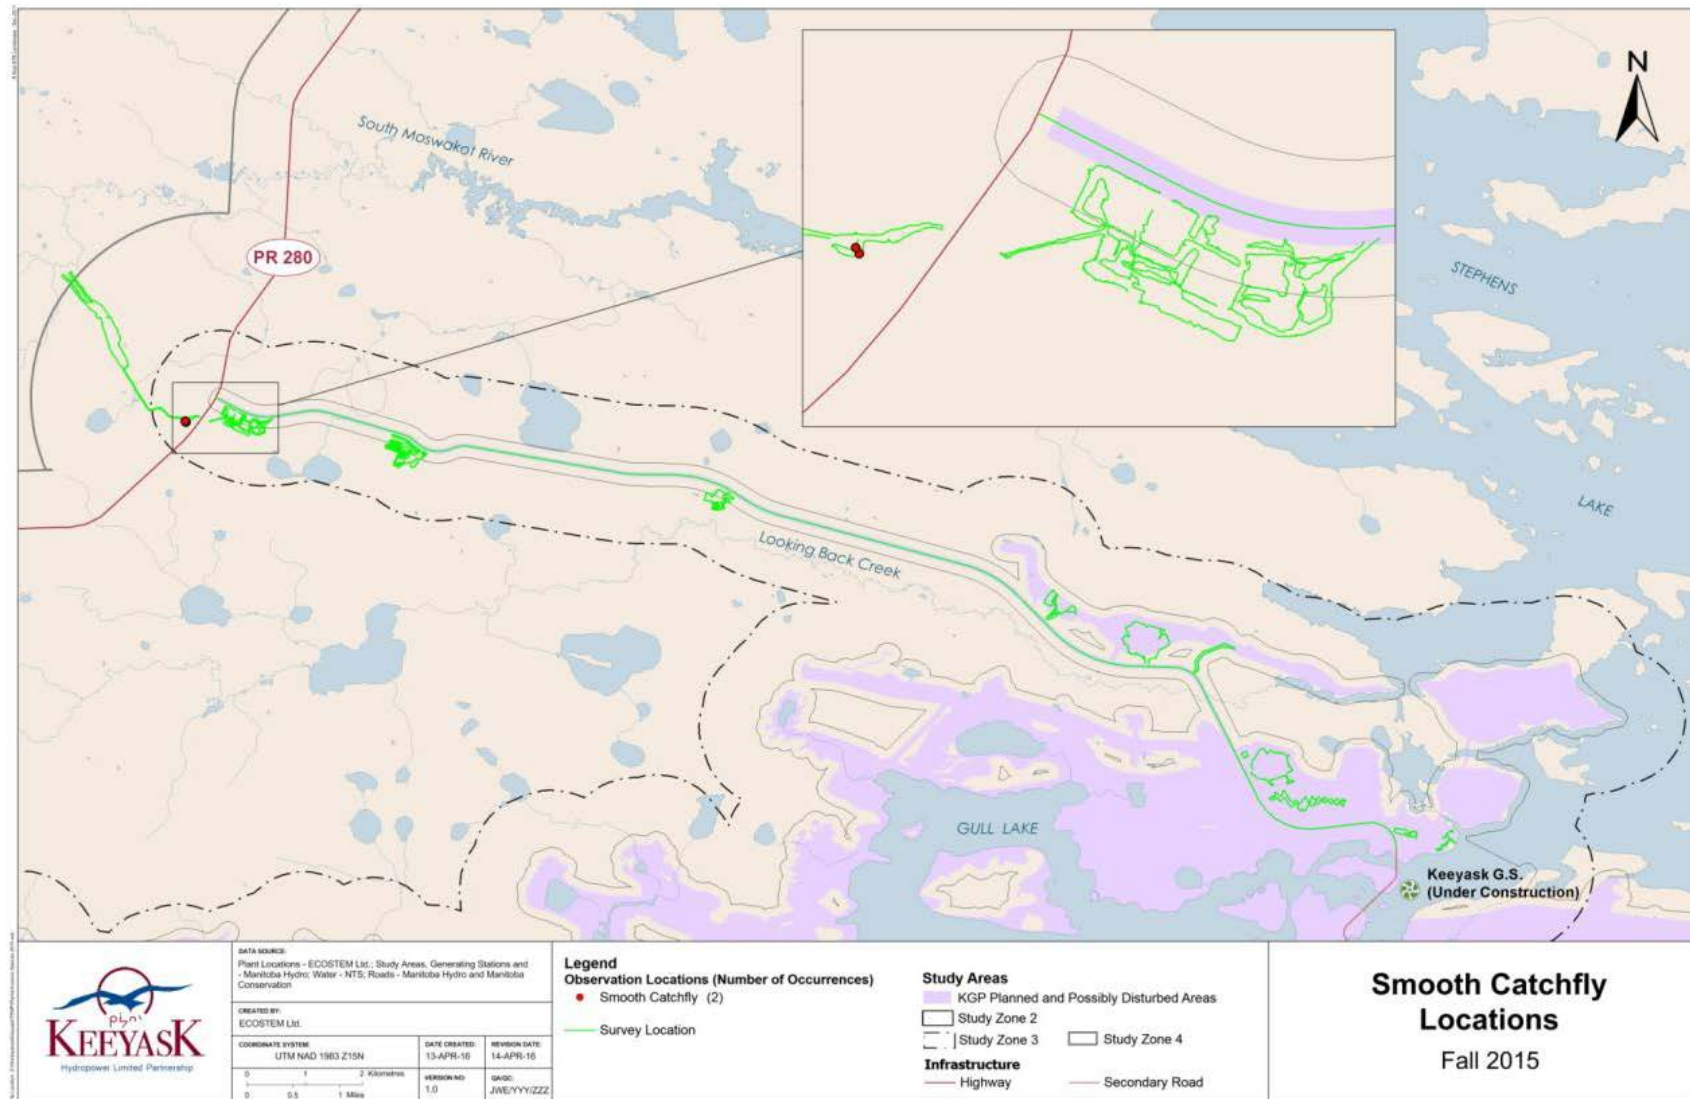 South Moswakot River
N
PR 280
STEPHENS
LAKE
Looking Back Creek
GULL LAKE
Keeyask G.S.
(Under Construction)
KEEYASK
Hydropower Limited Partnership
DATA SOURCE:
Plant Locations - ECOSTEM Ltd.; Study Areas, Generating Stations and
- Manitoba Hydro; Water - NTS; Roads - Manitoba Hydro and Manitoba
Conservation
CREATED BY:
ECOSTEM Ltd.
COORDINATE SYSTEM:
UTM NAD 1983 Z15N
DATE CREATED:
13-APR-16
REVISION DATE:
14-APR-16
0 1 2 Kilometres
0 0.5 1 Miles
VERSION NO:
1.0
QA/QC:
JWE/YYY/ZZZ
Legend
Observation Locations (Number of Occurrences)
Smooth Catchfly (2)
Survey Location
Study Areas
KGP Planned and Possibly Disturbed Areas
Study Zone 2
Study Zone 3
Study Zone 4
Infrastructure
Highway
Secondary Road
Smooth Catchfly
Locations
Fall 2015